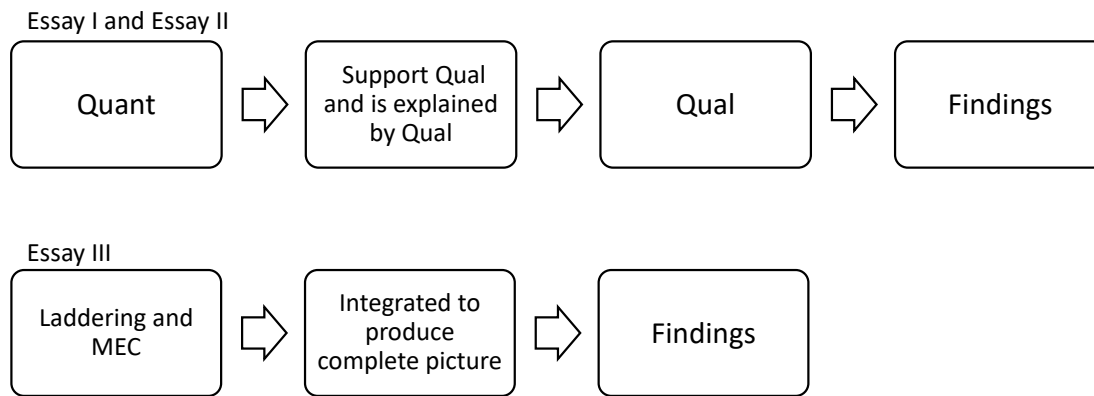 Essay I and Essay II
Quant
Support Qual
and is explained
by Qual
Qual
Findings
Essay III
Laddering and
MEC
Integrated to
produce
complete picture
Findings